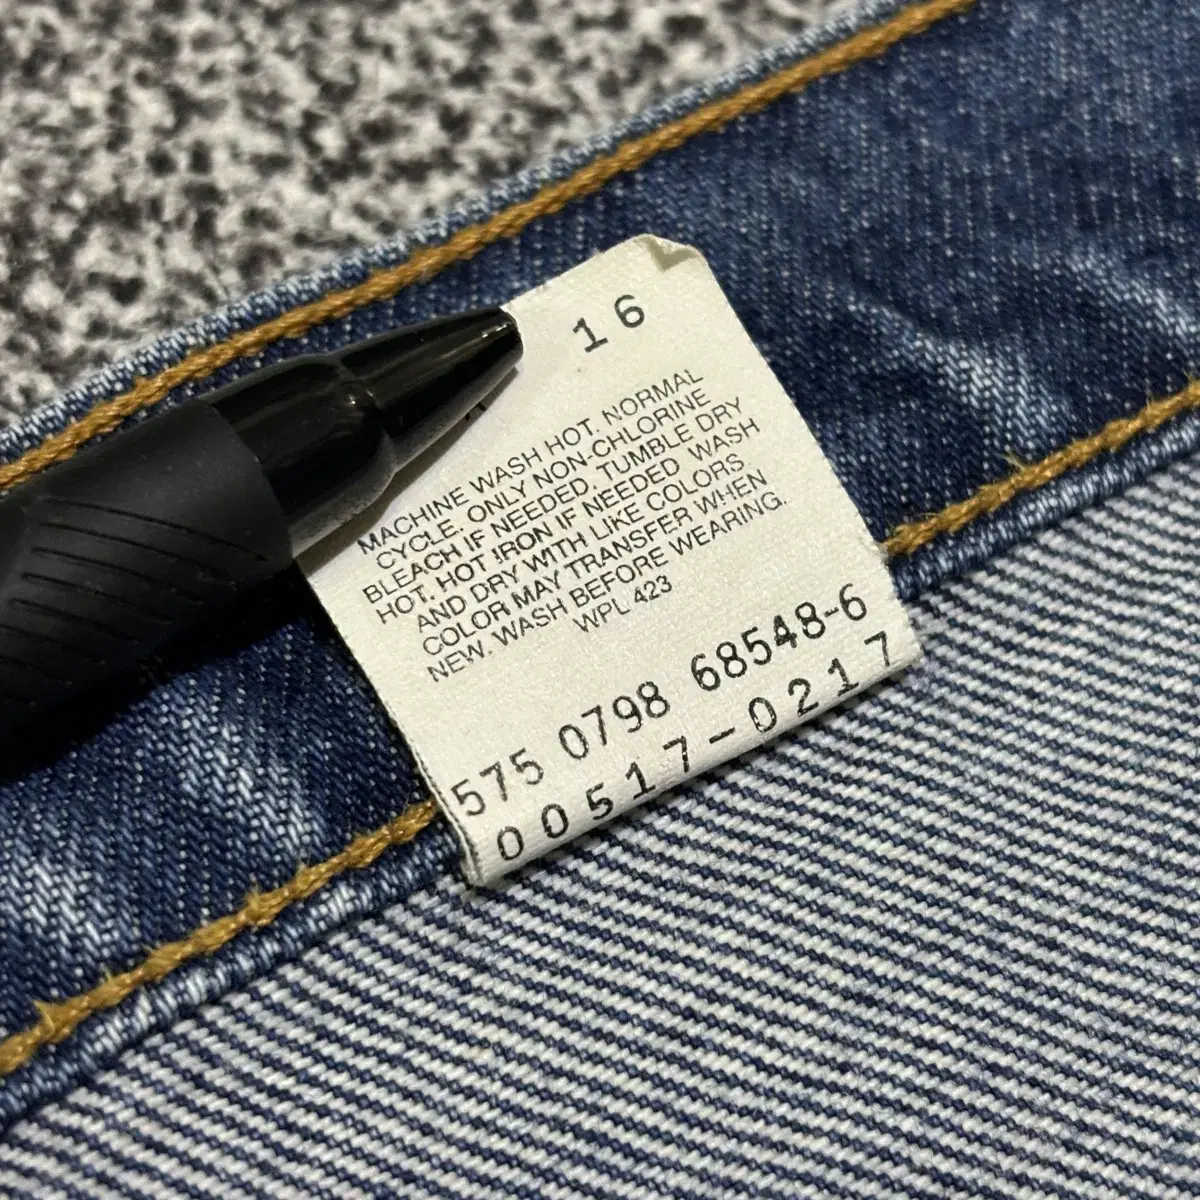 16
MACHINE WASH HOT. NORMAL
CYCLE. ONLY NON-CHLORINE
BLEACH IF NEEDED. TUMBLE DRY
HOT. HOT IRON IF NEEDED. WASH
AND DRY WITH LIKE COLORS
COLOR MAY TRANSFER WHEN
NEW. WASH BEFORE WEARING.
WPL 423
575 0798 68548-6
00517-0217